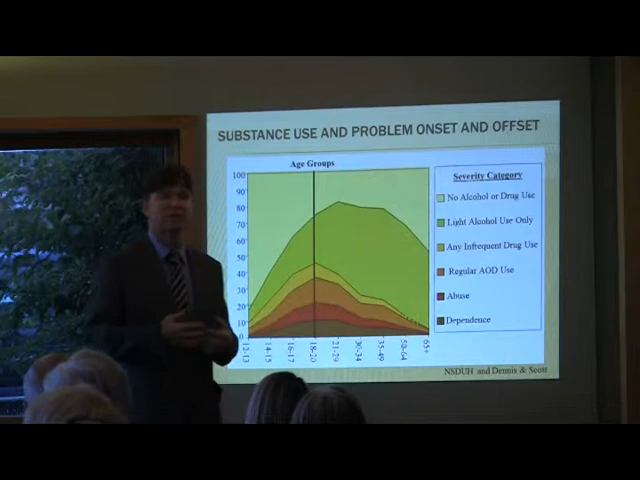 SUBSTANCE USE AND PROBLEM ONSET AND OFFSET
Age Groups
100
90
80
70
60
50
40
30
20
10
0
12-13
14-15
16-17
18-20
21-29
30-34
35-49
50-64
65+
Severity Category
No Alcohol or Drug Use
Light Alcohol Use Only
Any Infrequent Drug Use
Regular AOD Use
Abuse
Dependence
NSDUH and Dennis & Scott